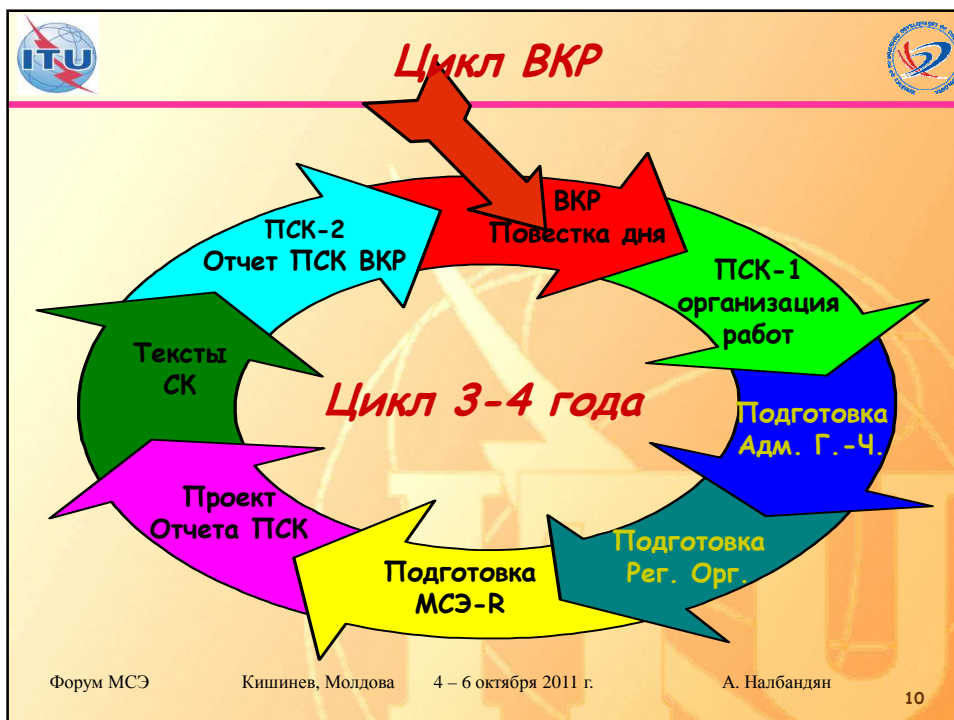 ITU
Цикл ВКР
ВКР
Повестка дня
ПСК-1
организация
работ
Подготовка
Адм. Г.-Ч.
Подготовка
Рег. Орг.
Подготовка
МСЭ-R
Проект
Отчета ПСК
Тексты
СК
ПСК-2
Отчет ПСК ВКР
Цикл 3-4 года
Форум МСЭ Кишинев, Молдова 4 – 6 октября 2011 г. А. Налбандян
10